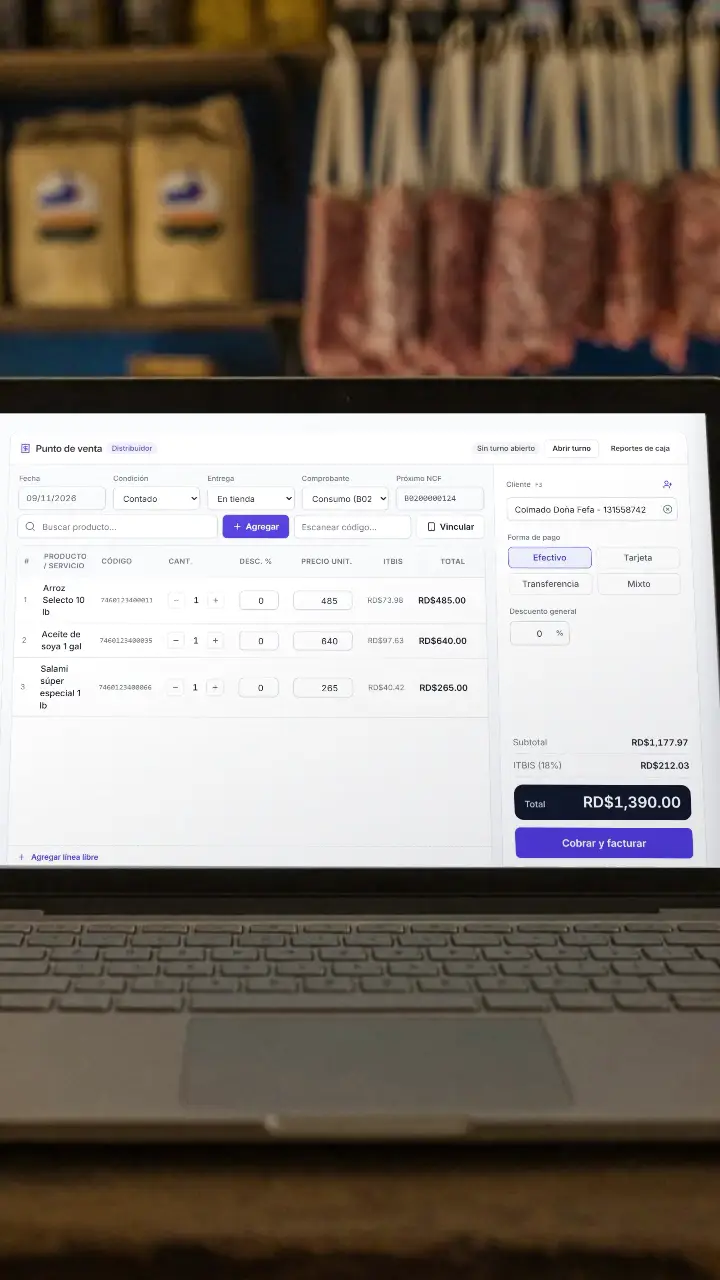 Punto de venta Distribuidor
Sin turno abierto Abrir turno Reportes de caja
Fecha Condición Entrega Comprobante Próximo NCF
09/11/2026 Contado En tienda Consumo (B02 B0200000124
Buscar producto... + Agregar Escanear código... Vincular
# PRODUCTO / SERVICIO CÓDIGO CANT. DESC. % PRECIO UNIT. ITBIS TOTAL
1 Arroz Selecto 10 lb 7460123400011 − 1 + 0 485 RD$73.98 RD$485.00
2 Aceite de soya 1 gal 7460123400035 − 1 + 0 640 RD$97.63 RD$640.00
3 Salami súper especial 1 lb 7460123400066 − 1 + 0 265 RD$40.42 RD$265.00
+ Agregar línea libre
Cliente
Colmado Doña Fefa - 131558742
Forma de pago
Efectivo Tarjeta
Transferencia Mixto
Descuento general
0 %
Subtotal RD$1,177.97
ITBIS (18%) RD$212.03
Total RD$1,390.00
Cobrar y facturar